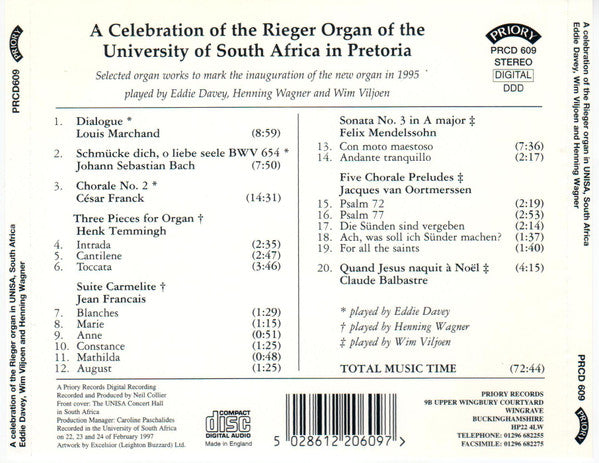 PRCD609
PRIORY
A celebration of the Rieger organ in UNISA, South Africa
Eddie Davey, Wim Viljoen and Henning Wagner
A Celebration of the Rieger Organ of the
University of South Africa in Pretoria
Selected organ works to mark the inauguration of the new organ in 1995
played by Eddie Davey, Henning Wagner and Wim Viljoen
PRIORY
PRCD 609
STEREO
DIGITAL
DDD
1. Dialogue *
Louis Marchand (8:59)
2. Schmücke dich, o liebe seele BWV 654 *
Johann Sebastian Bach (7:50)
3. Chorale No. 2 *
César Franck (14:31)
Three Pieces for Organ †
Henk Temmingh
4. Intrada (2:35)
5. Cantilene (2:47)
6. Toccata (3:46)
Suite Carmelite †
Jean Francais
7. Blanches (1:29)
8. Marie (1:15)
9. Anne (0:51)
10. Constance (1:25)
11. Mathilda (0:48)
12. August (1:25)
Sonata No. 3 in A major ‡
Felix Mendelssohn
13. Con moto maestoso (7:36)
14. Andante tranquillo (2:17)
Five Chorale Preludes ‡
Jacques van Oortmerssen
15. Psalm 72 (2:19)
16. Psalm 77 (2:53)
17. Die Sünden sind vergeben (2:14)
18. Ach, was soll ich Sünder machen? (1:37)
19. For all the saints (1:40)
20. Quand Jesus naquit à Noël ‡ (4:15)
Claude Balbastre
* played by Eddie Davey
† played by Henning Wagner
‡ played by Wim Viljoen
TOTAL MUSIC TIME (72:44)
A Priory Records Digital Recording
Recorded and Produced by Neil Collier
Front cover: The UNISA Concert Hall
in South Africa
Production Manager: Caroline Paschalides
Recorded in the University of South Africa
on 22, 23 and 24 of February 1997
Artwork by Excelsior (Leighton Buzzard) Ltd.
COMPACT
disc
DIGITAL AUDIO
Made in England
5 028612 206097 >
PRIORY RECORDS
9B UPPER WINGBURY COURTYARD
WINGRAVE
BUCKINGHAMSHIRE
HP22 4LW
TELEPHONE: 01296 682255
FACSIMILE: 01296 682275
A celebration of the Rieger organ in UNISA, South Africa
Eddie Davey, Wim Viljoen and Henning Wagner
PRIORY
PRCD 609